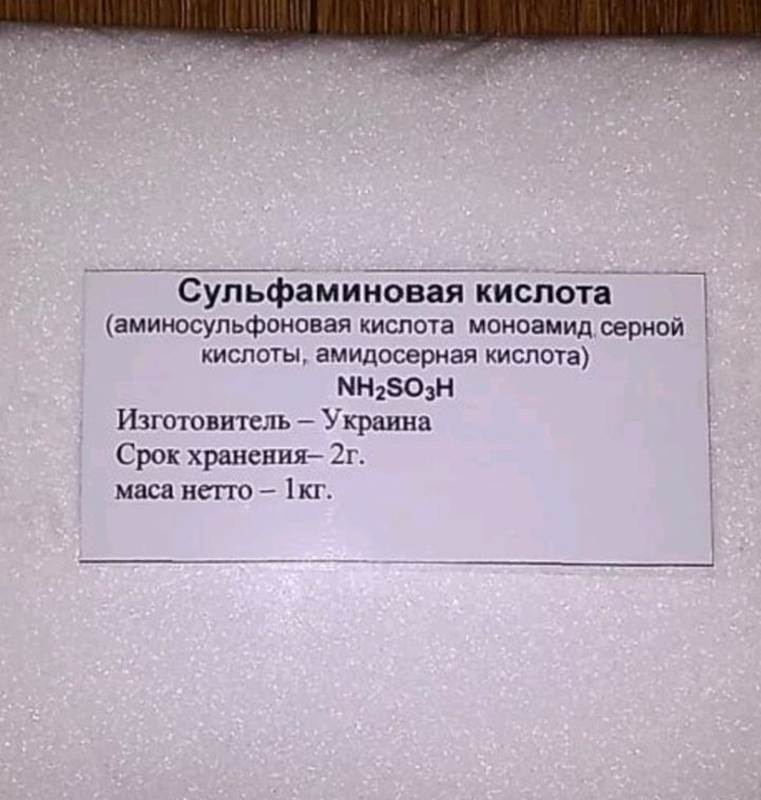 Сульфаминовая кислота
(аминосульфоновая кислота моноамид серной
кислоты, амидосерная кислота)
NH₂SO₃H
Изготовитель – Украина
Срок хранения– 2г.
маса нетто – 1кг.